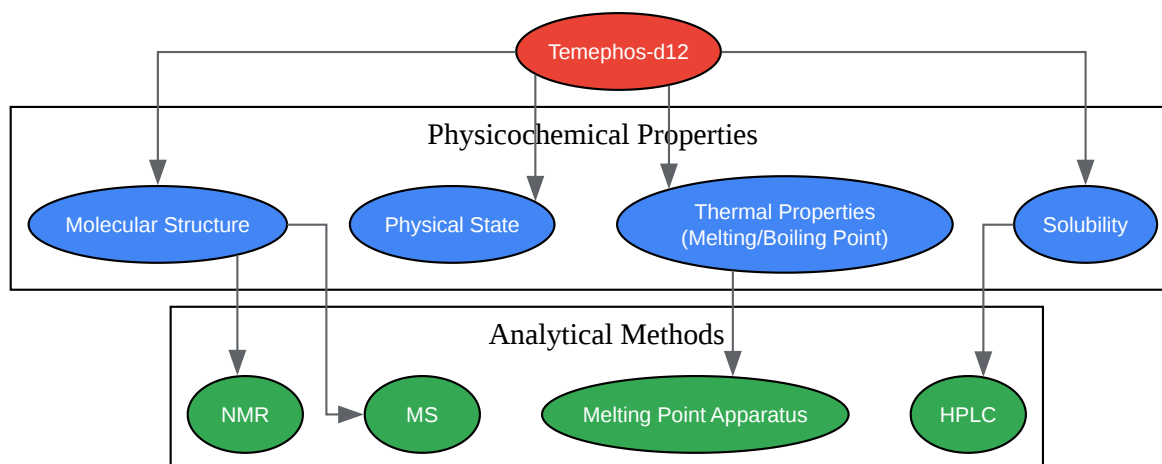 Temephos-d12
Physicochemical Properties
Molecular Structure
Physical State
Thermal Properties
(Melting/Boiling Point)
Solubility
Analytical Methods
NMR
MS
Melting Point Apparatus
HPLC